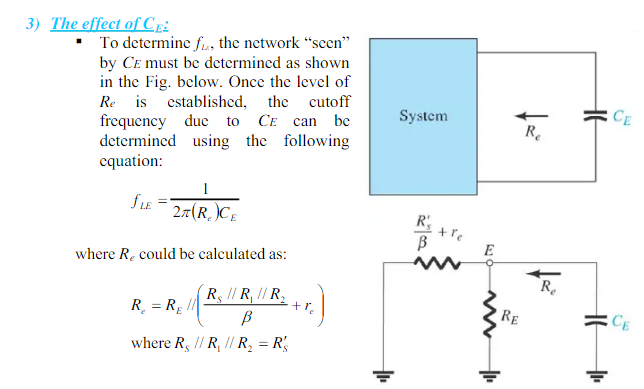 3) The effect of CE:
▪ To determine fLE, the network “seen”
by CE must be determined as shown
in the Fig. below. Once the level of
Re is established, the cutoff
frequency due to CE can be
determined using the following
equation:
fLE = 1 / 2π(Re)CE
where Re could be calculated as:
Re = RE // (RS // R1 // R2 / β + re)
where RS // R1 // R2 = R′S
System
Re
CE
R′s / β + re
E
Re
RE
CE